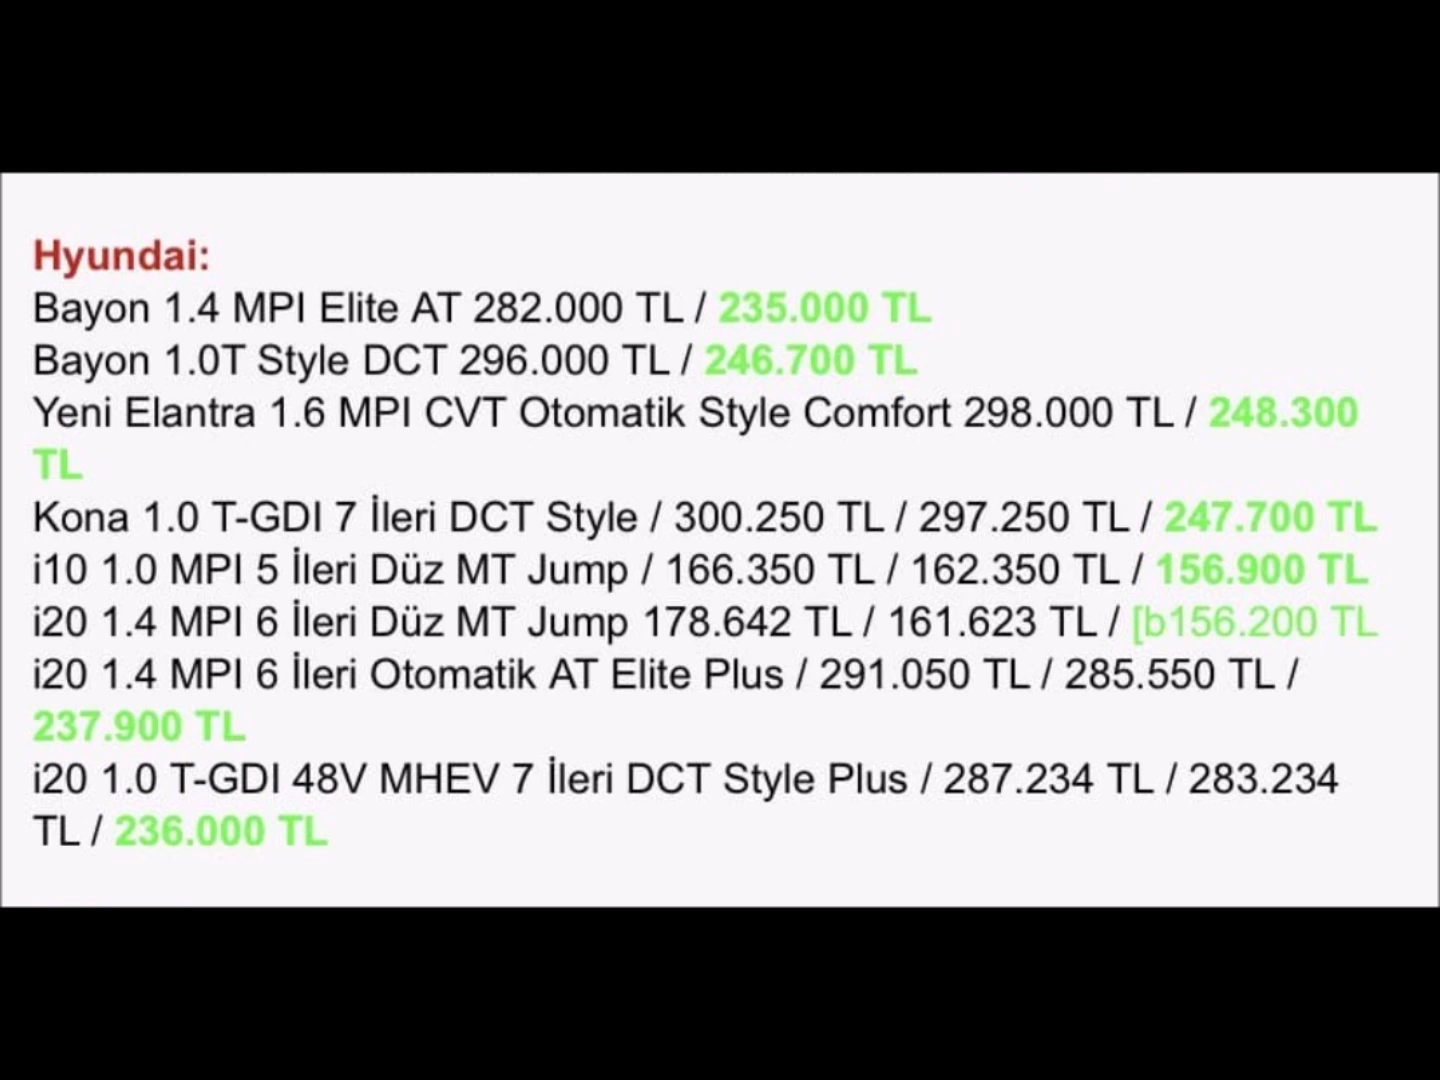 Hyundai:
Bayon 1.4 MPI Elite AT 282.000 TL / 235.000 TL
Bayon 1.0T Style DCT 296.000 TL / 246.700 TL
Yeni Elantra 1.6 MPI CVT Otomatik Style Comfort 298.000 TL / 248.300
TL
Kona 1.0 T-GDI 7 İleri DCT Style / 300.250 TL / 297.250 TL / 247.700 TL
i10 1.0 MPI 5 İleri Düz MT Jump / 166.350 TL / 162.350 TL / 156.900 TL
i20 1.4 MPI 6 İleri Düz MT Jump 178.642 TL / 161.623 TL / [b156.200 TL
i20 1.4 MPI 6 İleri Otomatik AT Elite Plus / 291.050 TL / 285.550 TL /
237.900 TL
i20 1.0 T-GDI 48V MHEV 7 İleri DCT Style Plus / 287.234 TL / 283.234
TL / 236.000 TL